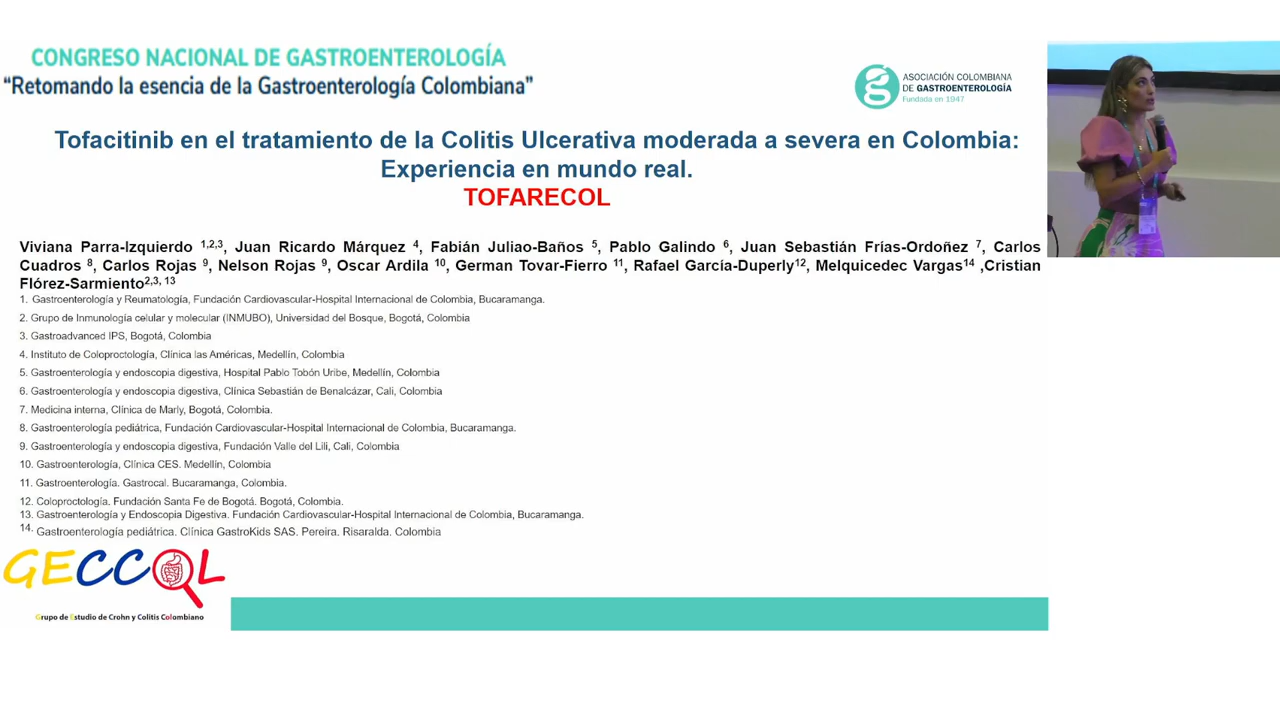 CONGRESO NACIONAL DE GASTROENTEROLOGÍA
“Retomando la esencia de la Gastroenterología Colombiana”
ASOCIACIÓN COLOMBIANA
DE GASTROENTEROLOGÍA
Fundada en 1947
Tofacitinib en el tratamiento de la Colitis Ulcerativa moderada a severa en Colombia:
Experiencia en mundo real.
TOFARECOL
Viviana Parra-Izquierdo 1,2,3, Juan Ricardo Márquez 4, Fabián Juliao-Baños 5, Pablo Galindo 6, Juan Sebastián Frías-Ordoñez 7, Carlos
Cuadros 8, Carlos Rojas 9, Nelson Rojas 9, Oscar Ardila 10, German Tovar-Fierro 11, Rafael García-Duperly12, Melquicedec Vargas14 ,Cristian
Flórez-Sarmiento2,3, 13
1. Gastroenterología y Reumatología, Fundación Cardiovascular-Hospital Internacional de Colombia, Bucaramanga.
2. Grupo de Inmunología celular y molecular (INMUBO), Universidad del Bosque, Bogotá, Colombia
3. Gastroadvanced IPS, Bogotá, Colombia
4. Instituto de Coloproctología, Clínica las Américas, Medellín, Colombia
5. Gastroenterología y endoscopia digestiva, Hospital Pablo Tobón Uribe, Medellín, Colombia
6. Gastroenterología y endoscopia digestiva, Clínica Sebastián de Benalcázar, Cali, Colombia
7. Medicina interna, Clínica de Marly, Bogotá, Colombia.
8. Gastroenterología pediátrica, Fundación Cardiovascular-Hospital Internacional de Colombia, Bucaramanga.
9. Gastroenterología y endoscopia digestiva, Fundación Valle del Lili, Cali, Colombia
10. Gastroenterología, Clínica CES. Medellín, Colombia
11. Gastroenterología. Gastrocal. Bucaramanga, Colombia.
12. Coloproctología. Fundación Santa Fe de Bogotá. Bogotá, Colombia.
13. Gastroenterología y Endoscopia Digestiva. Fundación Cardiovascular-Hospital Internacional de Colombia, Bucaramanga.
14. Gastroenterología pediátrica. Clínica GastroKids SAS. Pereira. Risaralda. Colombia
GECCOL
Grupo de Estudio de Crohn y Colitis Colombiano